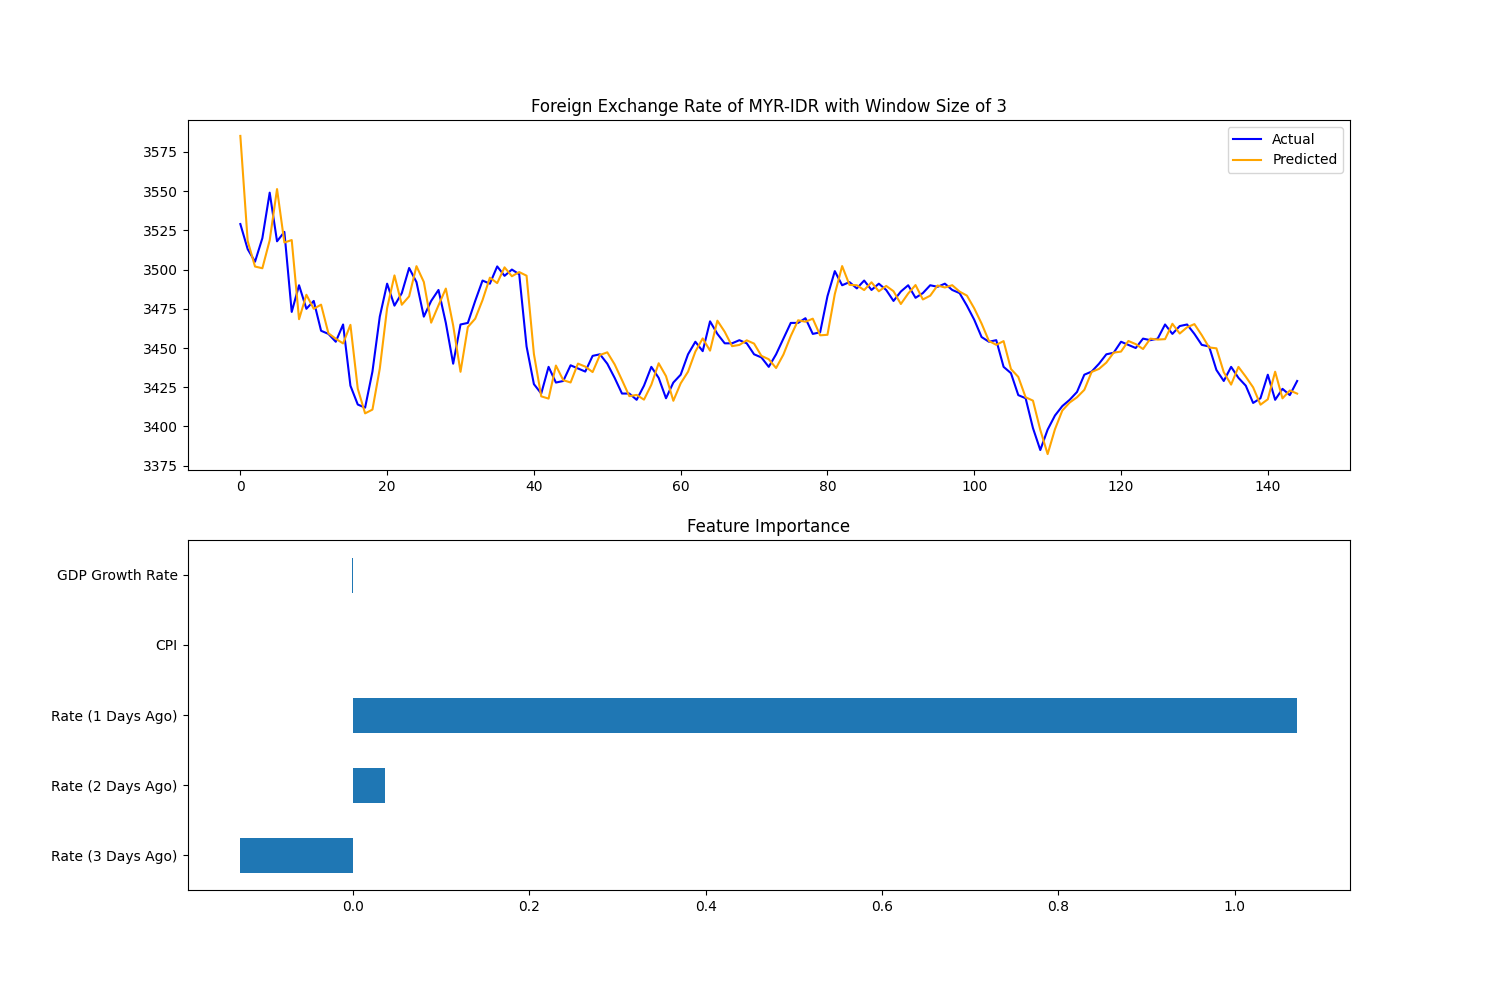 Foreign Exchange Rate of MYR-IDR with Window Size of 3
Actual
Predicted
3575
3550
3525
3500
3475
3450
3425
3400
3375
0 20 40 60 80 100 120 140
Feature Importance
GDP Growth Rate
CPI
Rate (1 Days Ago)
Rate (2 Days Ago)
Rate (3 Days Ago)
0.0 0.2 0.4 0.6 0.8 1.0